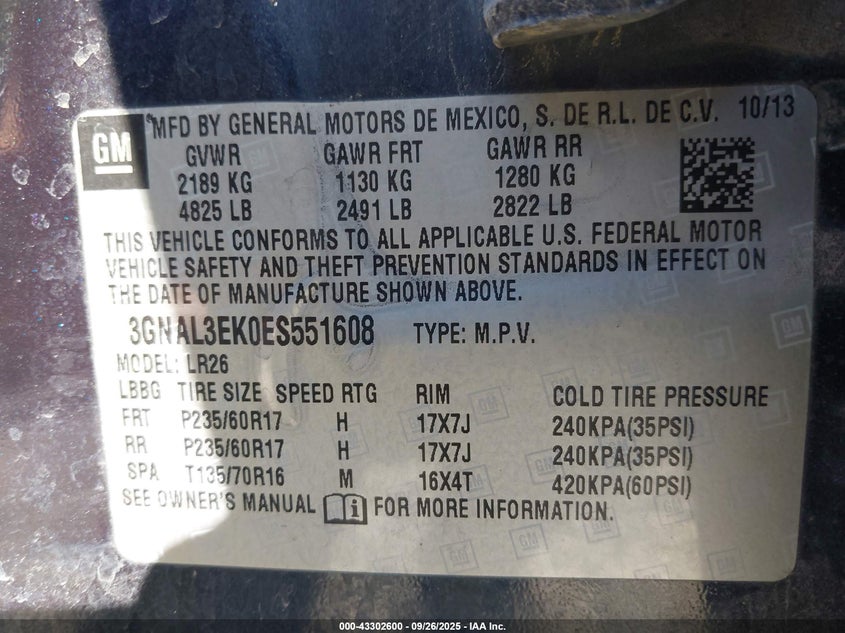 GM
MFD BY GENERAL MOTORS DE MEXICO, S. DE R.L. DE C.V. 10/13
GVWR GAWR FRT GAWR RR
2189 KG 1130 KG 1280 KG
4825 LB 2491 LB 2822 LB
THIS VEHICLE CONFORMS TO ALL APPLICABLE U.S. FEDERAL MOTOR
VEHICLE SAFETY AND THEFT PREVENTION STANDARDS IN EFFECT ON
THE DATE OF MANUFACTURE SHOWN ABOVE.
3GNAL3EK0ES551608 TYPE: M.P.V.
MODEL: LR26
LBBG TIRE SIZE SPEED RTG RIM COLD TIRE PRESSURE
FRT P235/60R17 H 17X7J 240KPA(35PSI)
RR P235/60R17 H 17X7J 240KPA(35PSI)
SPA T135/70R16 M 16X4T 420KPA(60PSI)
SEE OWNER'S MANUAL i FOR MORE INFORMATION.
000-43302600 - 09/26/2025 - IAA Inc.